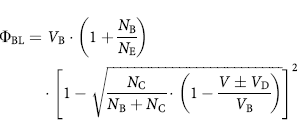 Φ_BL = V_B · (1 + N_B/N_E)
· [1 − √(N_C/(N_B + N_C) · (1 − (V ± V_D)/V_B))]²